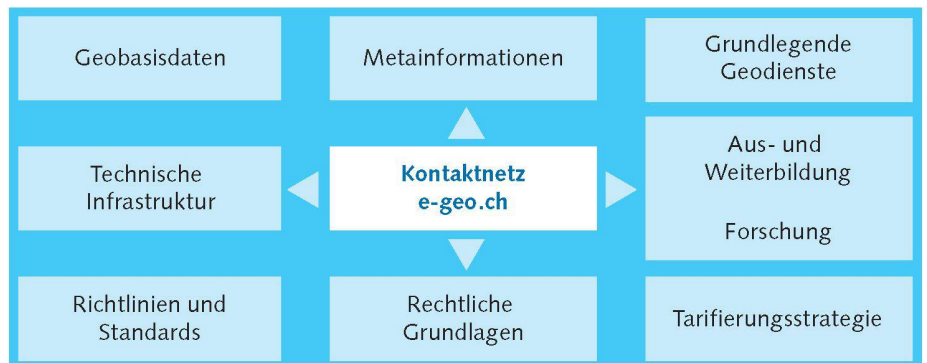 Geobasisdaten
Metainformationen
Grundlegende
Geodienste
Technische
Infrastruktur
Kontaktnetz
e-geo.ch
Aus- und
Weiterbildung
Forschung
Richtlinien und
Standards
Rechtliche
Grundlagen
Tarifierungsstrategie